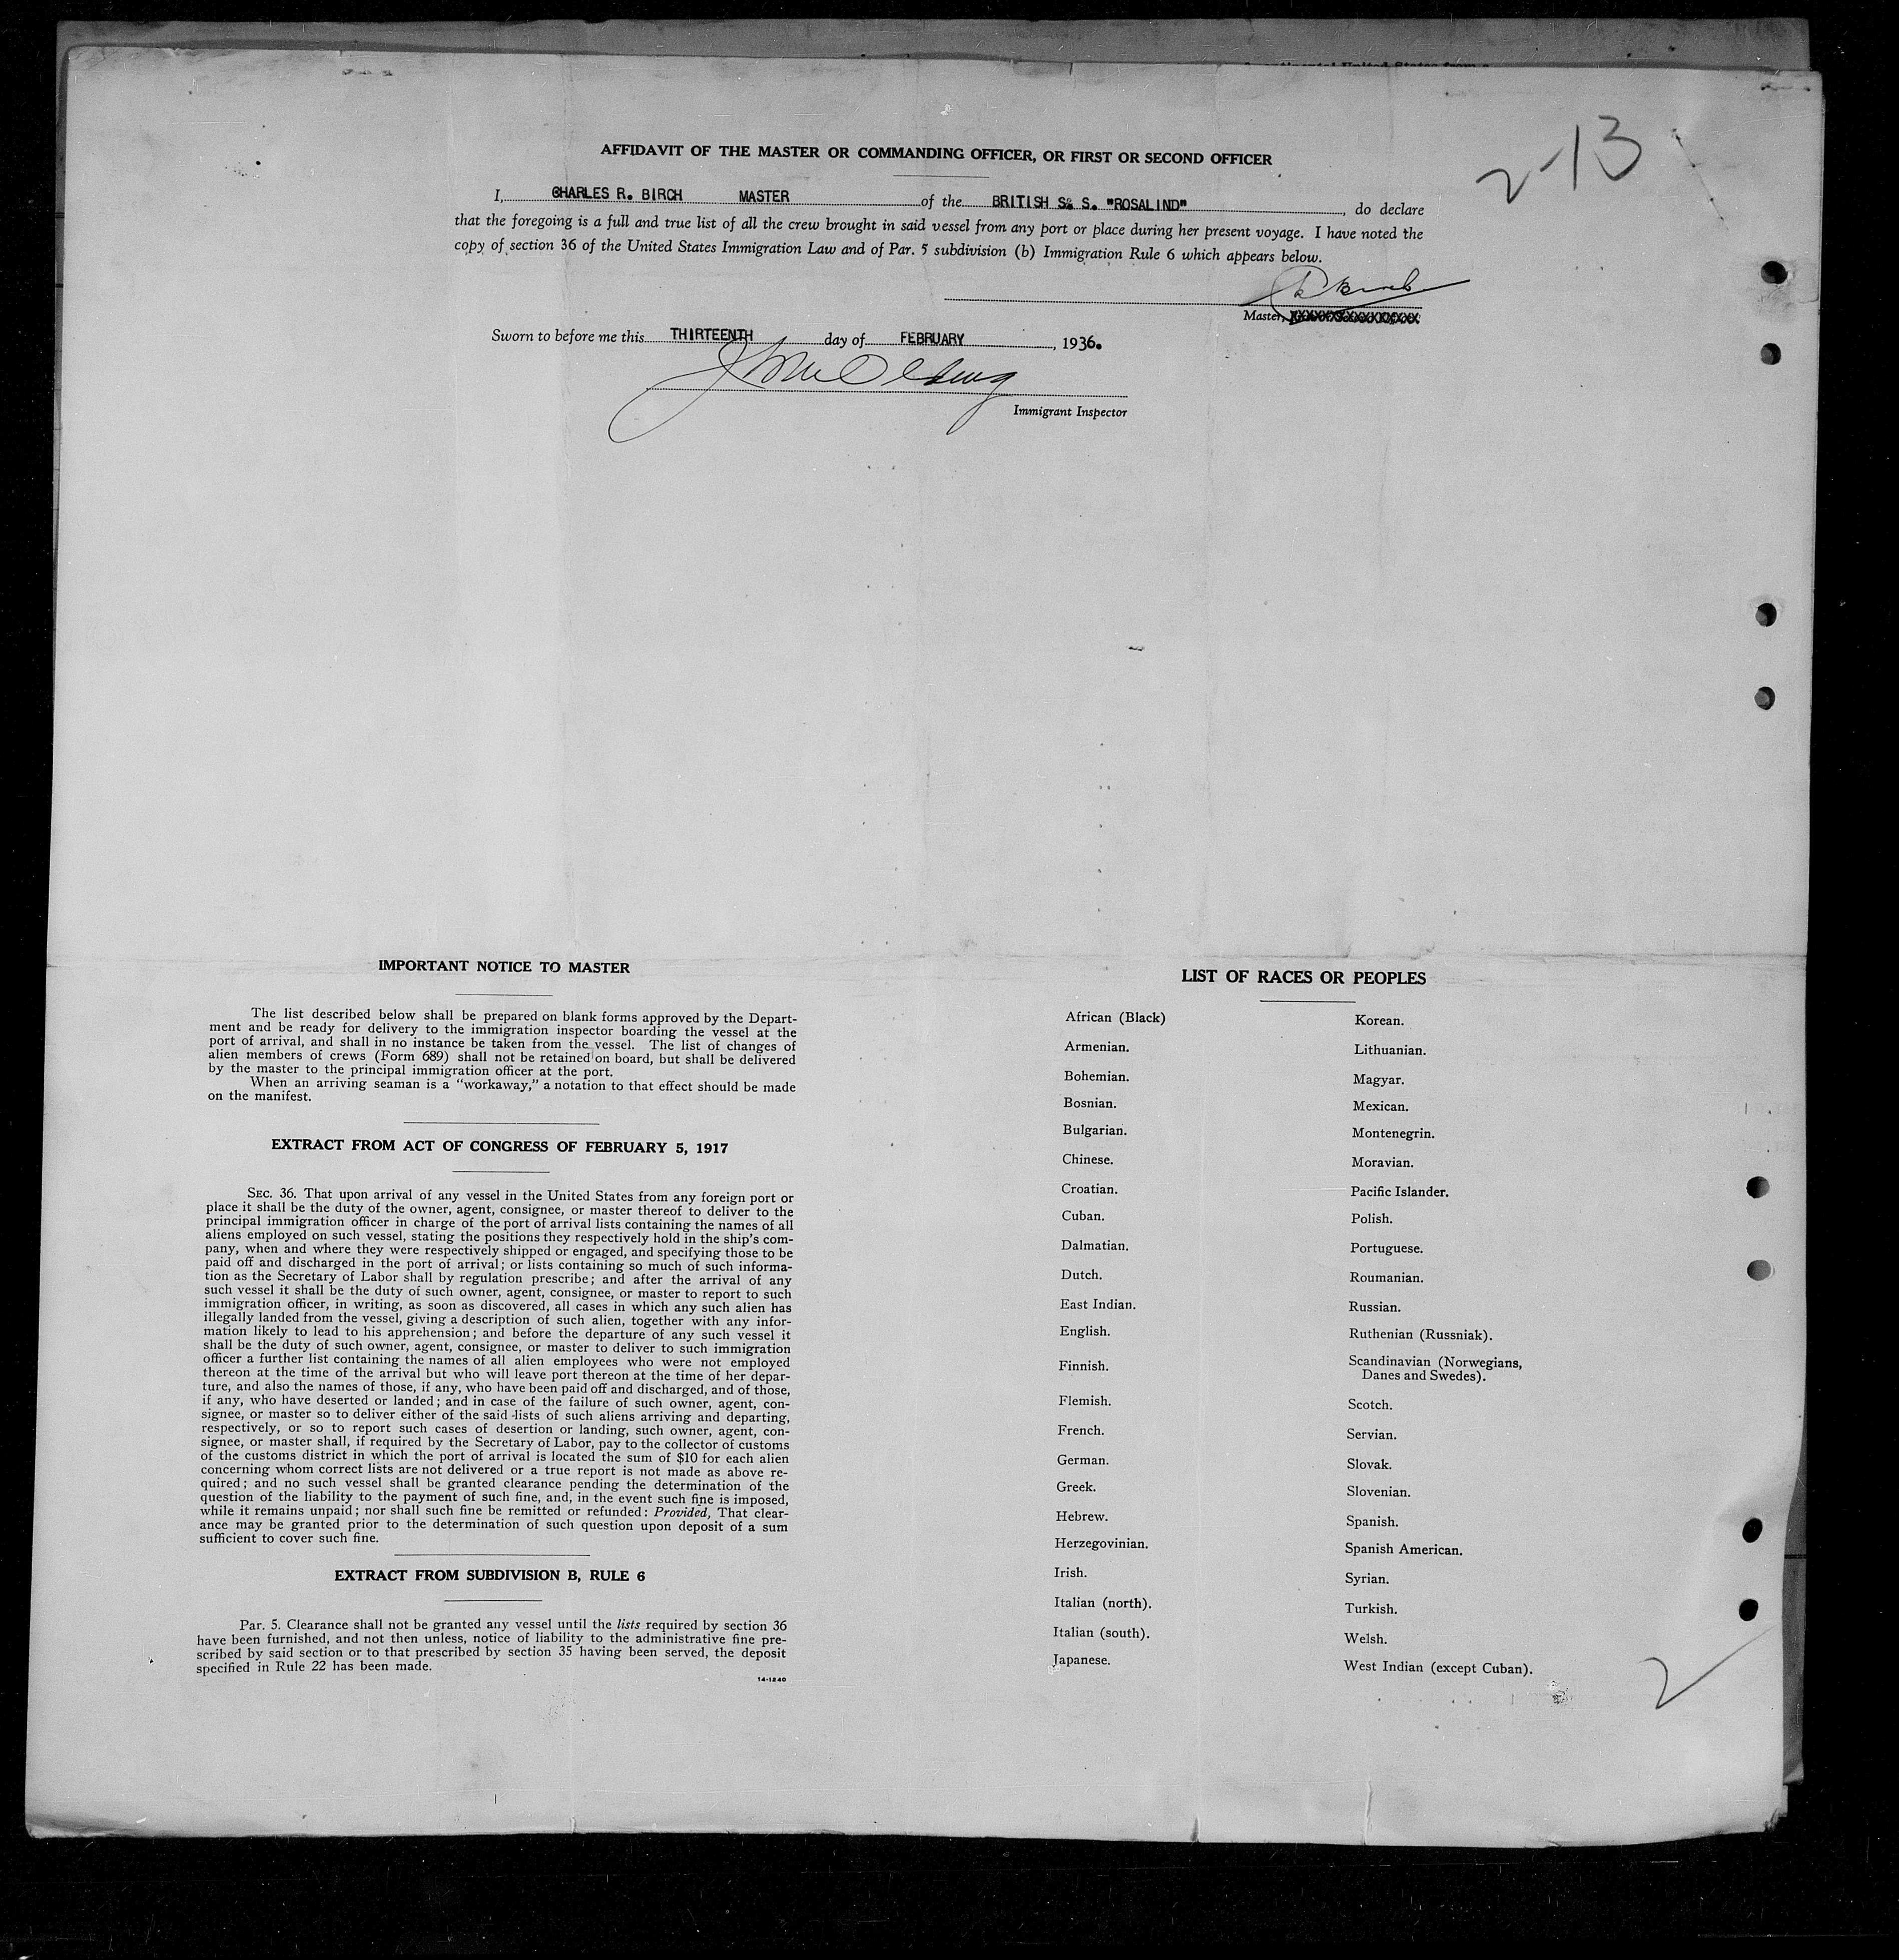 2-13
AFFIDAVIT OF THE MASTER OR COMMANDING OFFICER, OR FIRST OR SECOND OFFICER
I, CHARLES R. BIRCH MASTER of the BRITISH S. S. "ROSALIND", do declare
that the foregoing is a full and true list of all the crew brought in said vessel from any port or place during her present voyage. I have noted the
copy of section 36 of the United States Immigration Law and of Par. 5 subdivision (b) Immigration Rule 6 which appears below.
Master, XXXXXXXXXXXXXXX
Sworn to before me this THIRTEENTH day of FEBRUARY, 1936.
Immigrant Inspector
IMPORTANT NOTICE TO MASTER
The list described below shall be prepared on blank forms approved by the Depart-
ment and be ready for delivery to the immigration inspector boarding the vessel at the
port of arrival, and shall in no instance be taken from the vessel. The list of changes of
alien members of crews (Form 689) shall not be retained on board, but shall be delivered
by the master to the principal immigration officer at the port.
When an arriving seaman is a "workaway," a notation to that effect should be made
on the manifest.
EXTRACT FROM ACT OF CONGRESS OF FEBRUARY 5, 1917
SEC. 36. That upon arrival of any vessel in the United States from any foreign port or
place it shall be the duty of the owner, agent, consignee, or master thereof to deliver to the
principal immigration officer in charge of the port of arrival lists containing the names of all
aliens employed on such vessel, stating the positions they respectively hold in the ship's com-
pany, when and where they were respectively shipped or engaged, and specifying those to be
paid off and discharged in the port of arrival; or lists containing so much of such informa-
tion as the Secretary of Labor shall by regulation prescribe; and after the arrival of any
such vessel it shall be the duty of such owner, agent, consignee, or master to report to such
immigration officer, in writing, as soon as discovered, all cases in which any such alien has
illegally landed from the vessel, giving a description of such alien, together with any infor-
mation likely to lead to his apprehension; and before the departure of any such vessel it
shall be the duty of such owner, agent, consignee, or master to deliver to such immigration
officer a further list containing the names of all alien employees who were not employed
thereon at the time of the arrival but who will leave port thereon at the time of her depar-
ture, and also the names of those, if any, who have been paid off and discharged, and of those,
if any, who have deserted or landed; and in case of the failure of such owner, agent, con-
signee, or master so to deliver either of the said lists of such aliens arriving and departing,
respectively, or so to report such cases of desertion or landing, such owner, agent, con-
signee, or master shall, if required by the Secretary of Labor, pay to the collector of customs
of the customs district in which the port of arrival is located the sum of $10 for each alien
concerning whom correct lists are not delivered or a true report is not made as above re-
quired; and no such vessel shall be granted clearance pending the determination of the
question of the liability to the payment of such fine, and, in the event such fine is imposed,
while it remains unpaid; nor shall such fine be remitted or refunded: Provided, That clear-
ance may be granted prior to the determination of such question upon deposit of a sum
sufficient to cover such fine.
EXTRACT FROM SUBDIVISION B, RULE 6
Par. 5. Clearance shall not be granted any vessel until the lists required by section 36
have been furnished, and not then unless, notice of liability to the administrative fine pre-
scribed by said section or to that prescribed by section 35 having been served, the deposit
specified in Rule 22 has been made.
14-1240
LIST OF RACES OR PEOPLES
African (Black)
Armenian.
Bohemian.
Bosnian.
Bulgarian.
Chinese.
Croatian.
Cuban.
Dalmatian.
Dutch.
East Indian.
English.
Finnish.
Flemish.
French.
German.
Greek.
Hebrew.
Herzegovinian.
Irish.
Italian (north).
Italian (south).
Japanese.
Korean.
Lithuanian.
Magyar.
Mexican.
Montenegrin.
Moravian.
Pacific Islander.
Polish.
Portuguese.
Roumanian.
Russian.
Ruthenian (Russniak).
Scandinavian (Norwegians,
Danes and Swedes).
Scotch.
Servian.
Slovak.
Slovenian.
Spanish.
Spanish American.
Syrian.
Turkish.
Welsh.
West Indian (except Cuban).
2